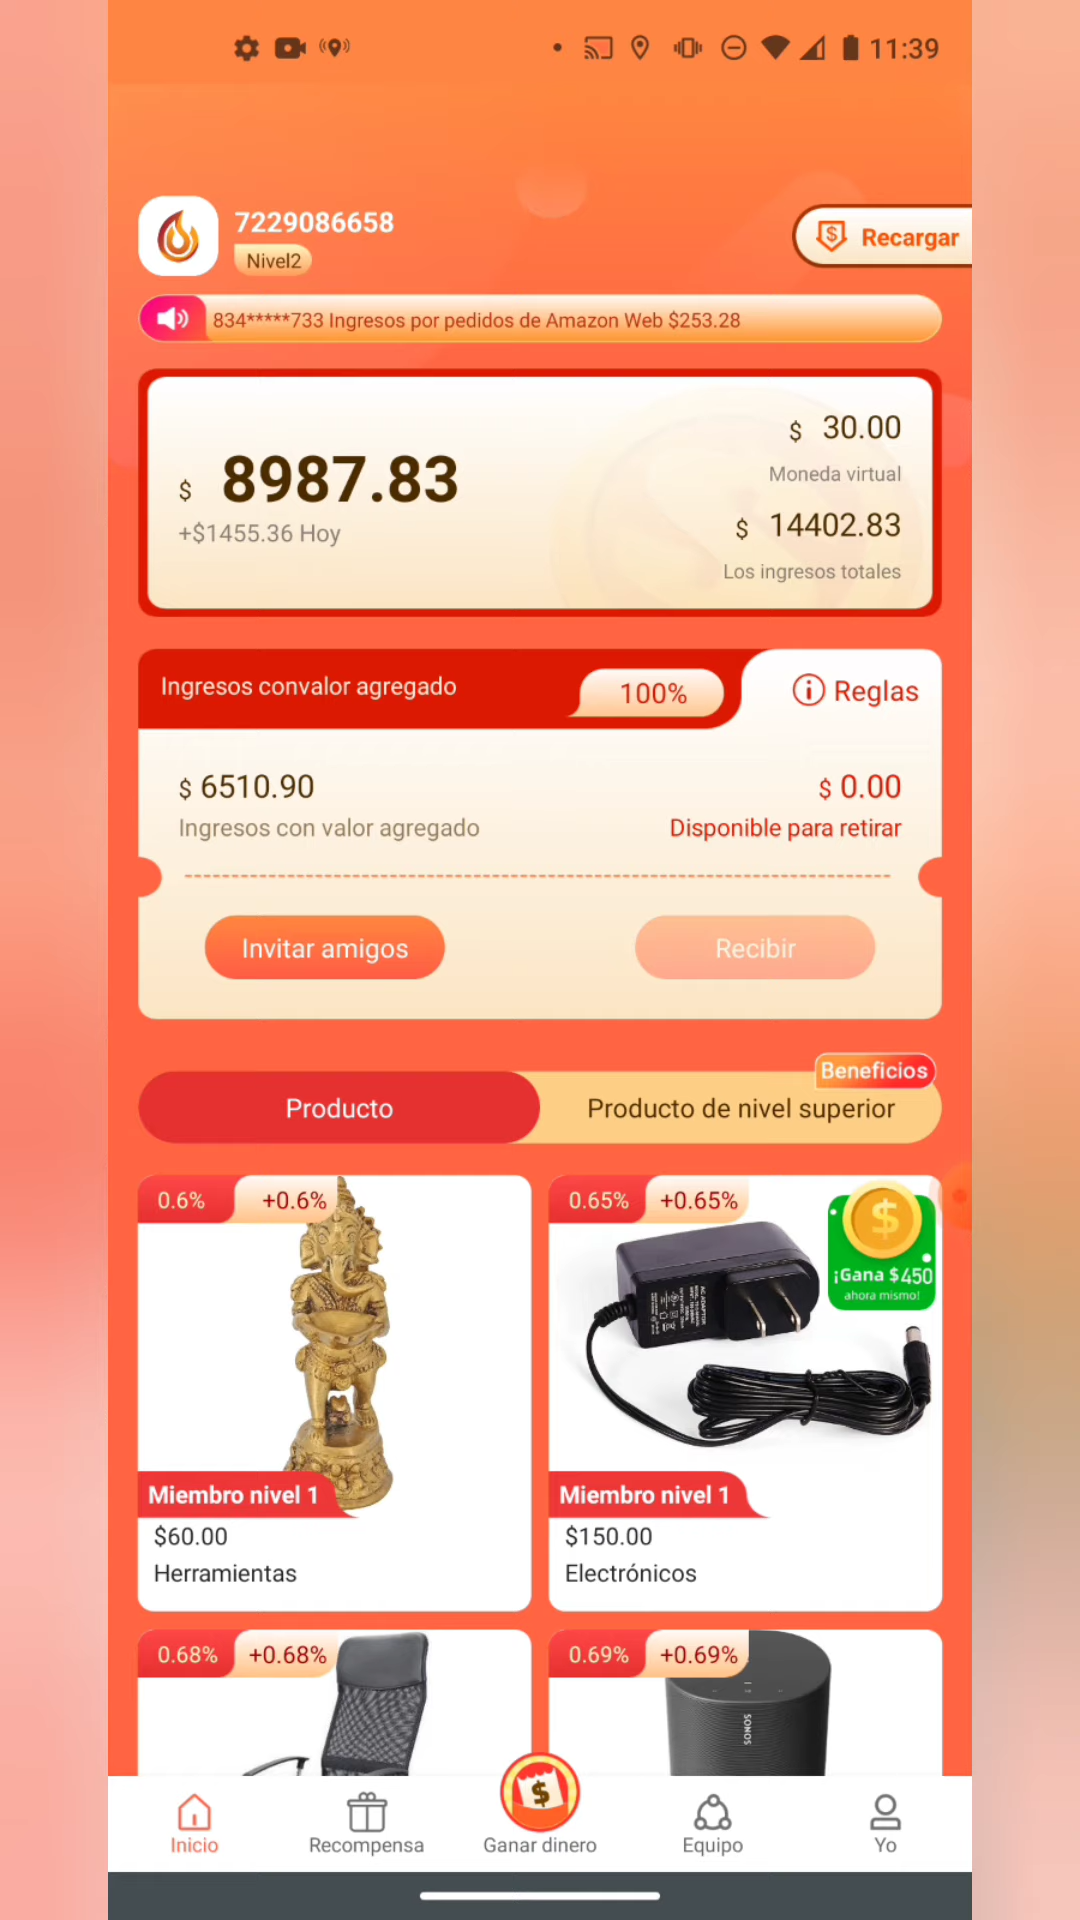 11:39
7229086658
Nivel2
Recargar
834*****733 Ingresos por pedidos de Amazon Web $253.28
$ 8987.83
+$1455.36 Hoy
$ 30.00
Moneda virtual
$ 14402.83
Los ingresos totales
Ingresos convalor agregado
100%
Reglas
$ 6510.90
Ingresos con valor agregado
$ 0.00
Disponible para retirar
Invitar amigos
Recibir
Beneficios
Producto
Producto de nivel superior
0.6% +0.6%
Miembro nivel 1
$60.00
Herramientas
0.65% +0.65%
$
¡Gana $450
ahora mismo!
AC ADAPTOR
Miembro nivel 1
$150.00
Electrónicos
0.68% +0.68%
0.69% +0.69%
SONOS
$
Inicio
Recompensa
Ganar dinero
Equipo
Yo